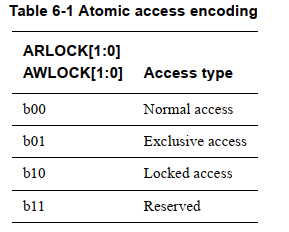 Table 6-1 Atomic access encoding
ARLOCK[1:0]
AWLOCK[1:0] Access type
b00 Normal access
b01 Exclusive access
b10 Locked access
b11 Reserved